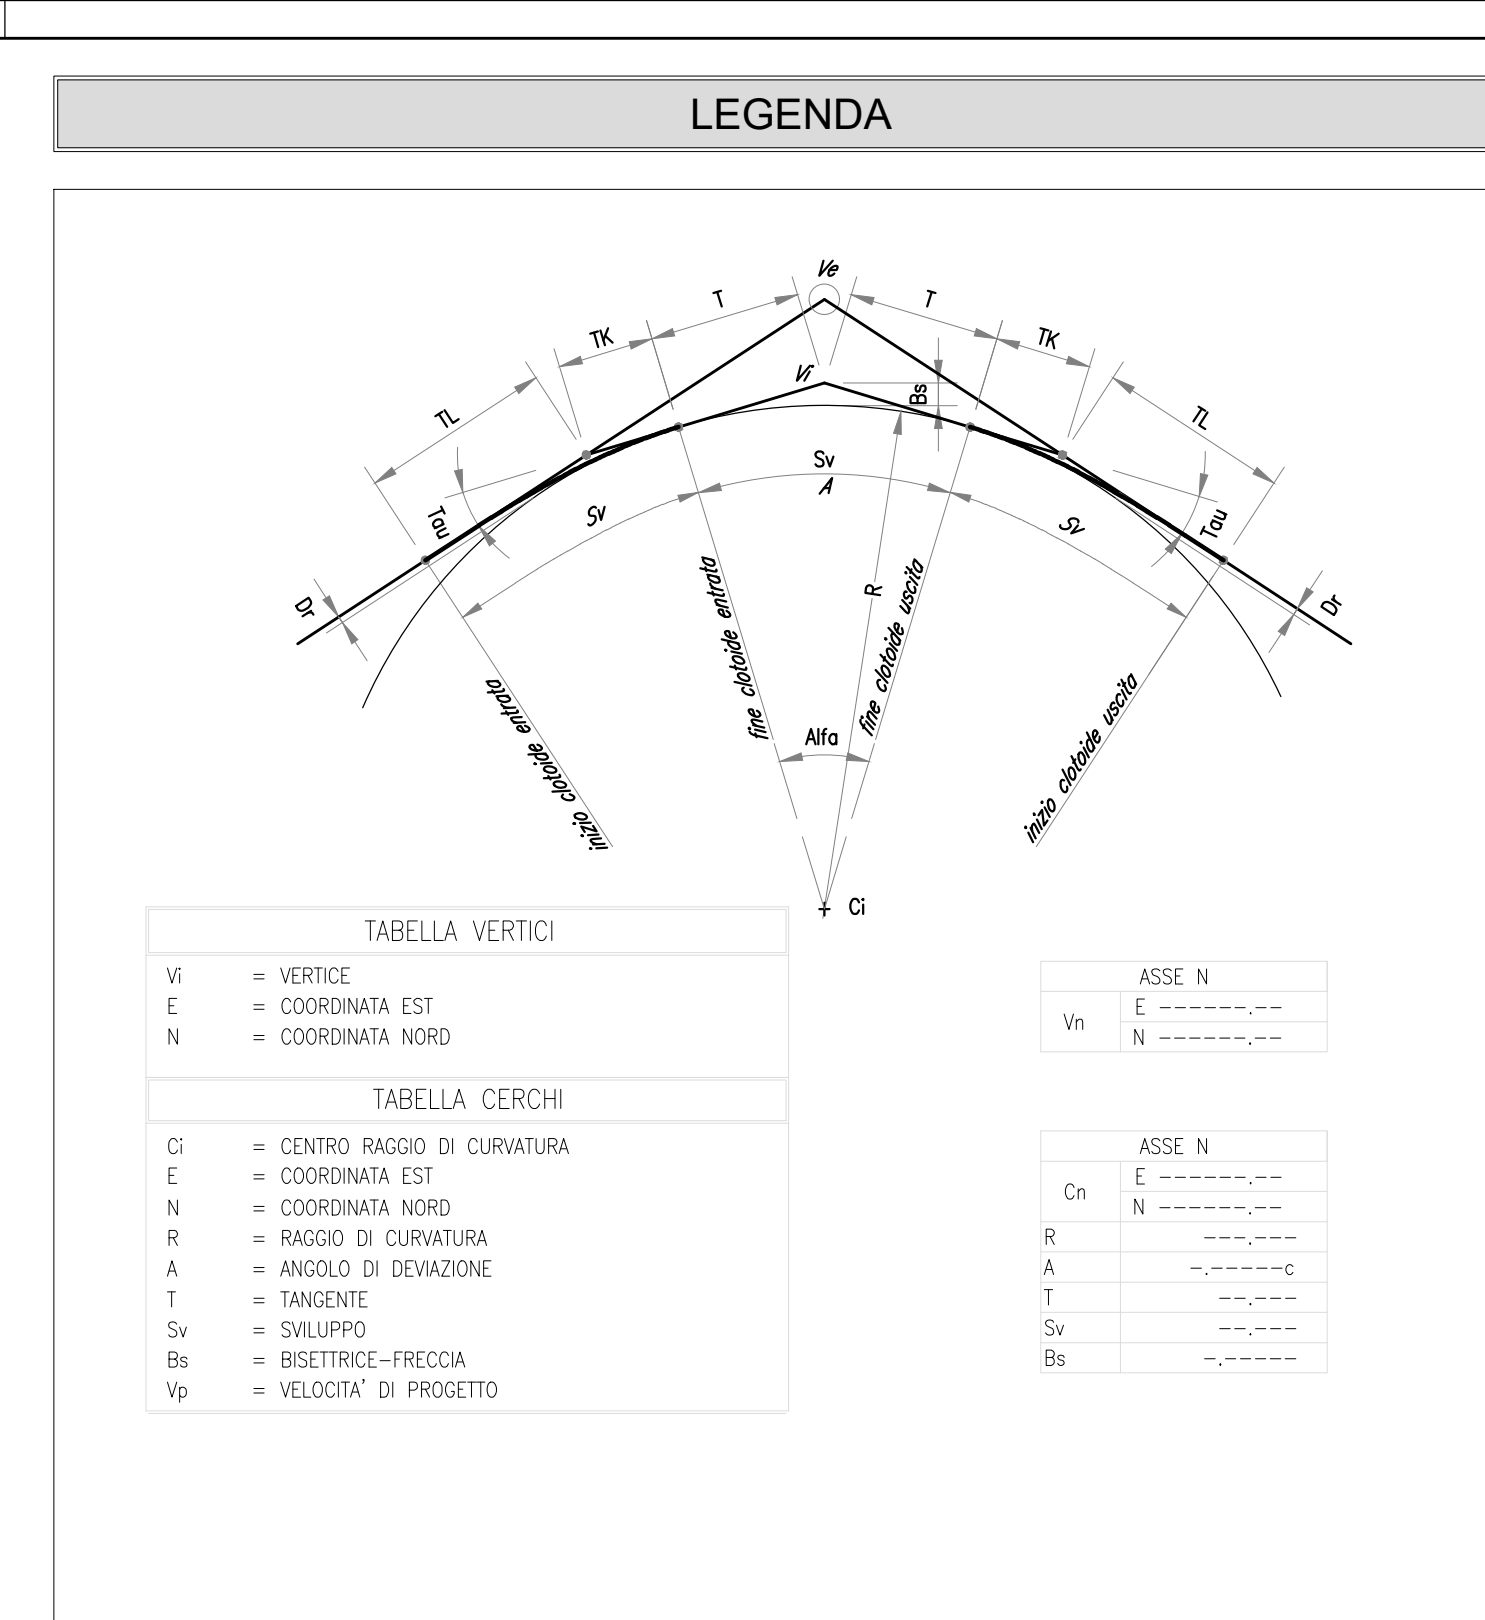 LEGENDA
Ve
T
T
TK
TK
Vi
Bs
TL
TL
Sv
A
Sv
Sv
Tau
Tau
Dr
Dr
R
fine clotoide entrata
fine clotoide uscita
inizio clotoide entrata
inizio clotoide uscita
Alfa
Ci
TABELLA VERTICI
Vi = VERTICE
E = COORDINATA EST
N = COORDINATA NORD
TABELLA CERCHI
Ci = CENTRO RAGGIO DI CURVATURA
E = COORDINATA EST
N = COORDINATA NORD
R = RAGGIO DI CURVATURA
A = ANGOLO DI DEVIAZIONE
T = TANGENTE
Sv = SVILUPPO
Bs = BISETTRICE-FRECCIA
Vp = VELOCITA' DI PROGETTO
ASSE N
Vn
E ------.--
N ------.--
ASSE N
Cn
E ------.--
N ------.--
R ---.---
A -.-----c
T --.---
Sv --.---
Bs -.-----